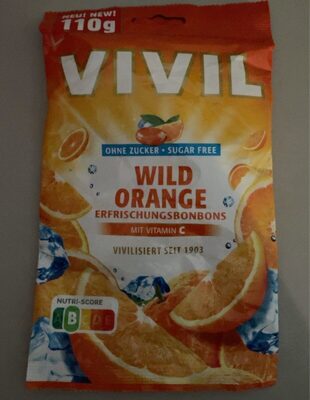 NEU! NEW!
110g
VIVIL
OHNE ZUCKER • SUGAR FREE
WILD
ORANGE
ERFRISCHUNGSBONBONS
MIT VITAMIN C
VIVILISIERT SEIT 1903
NUTRI-SCORE
A B C D E